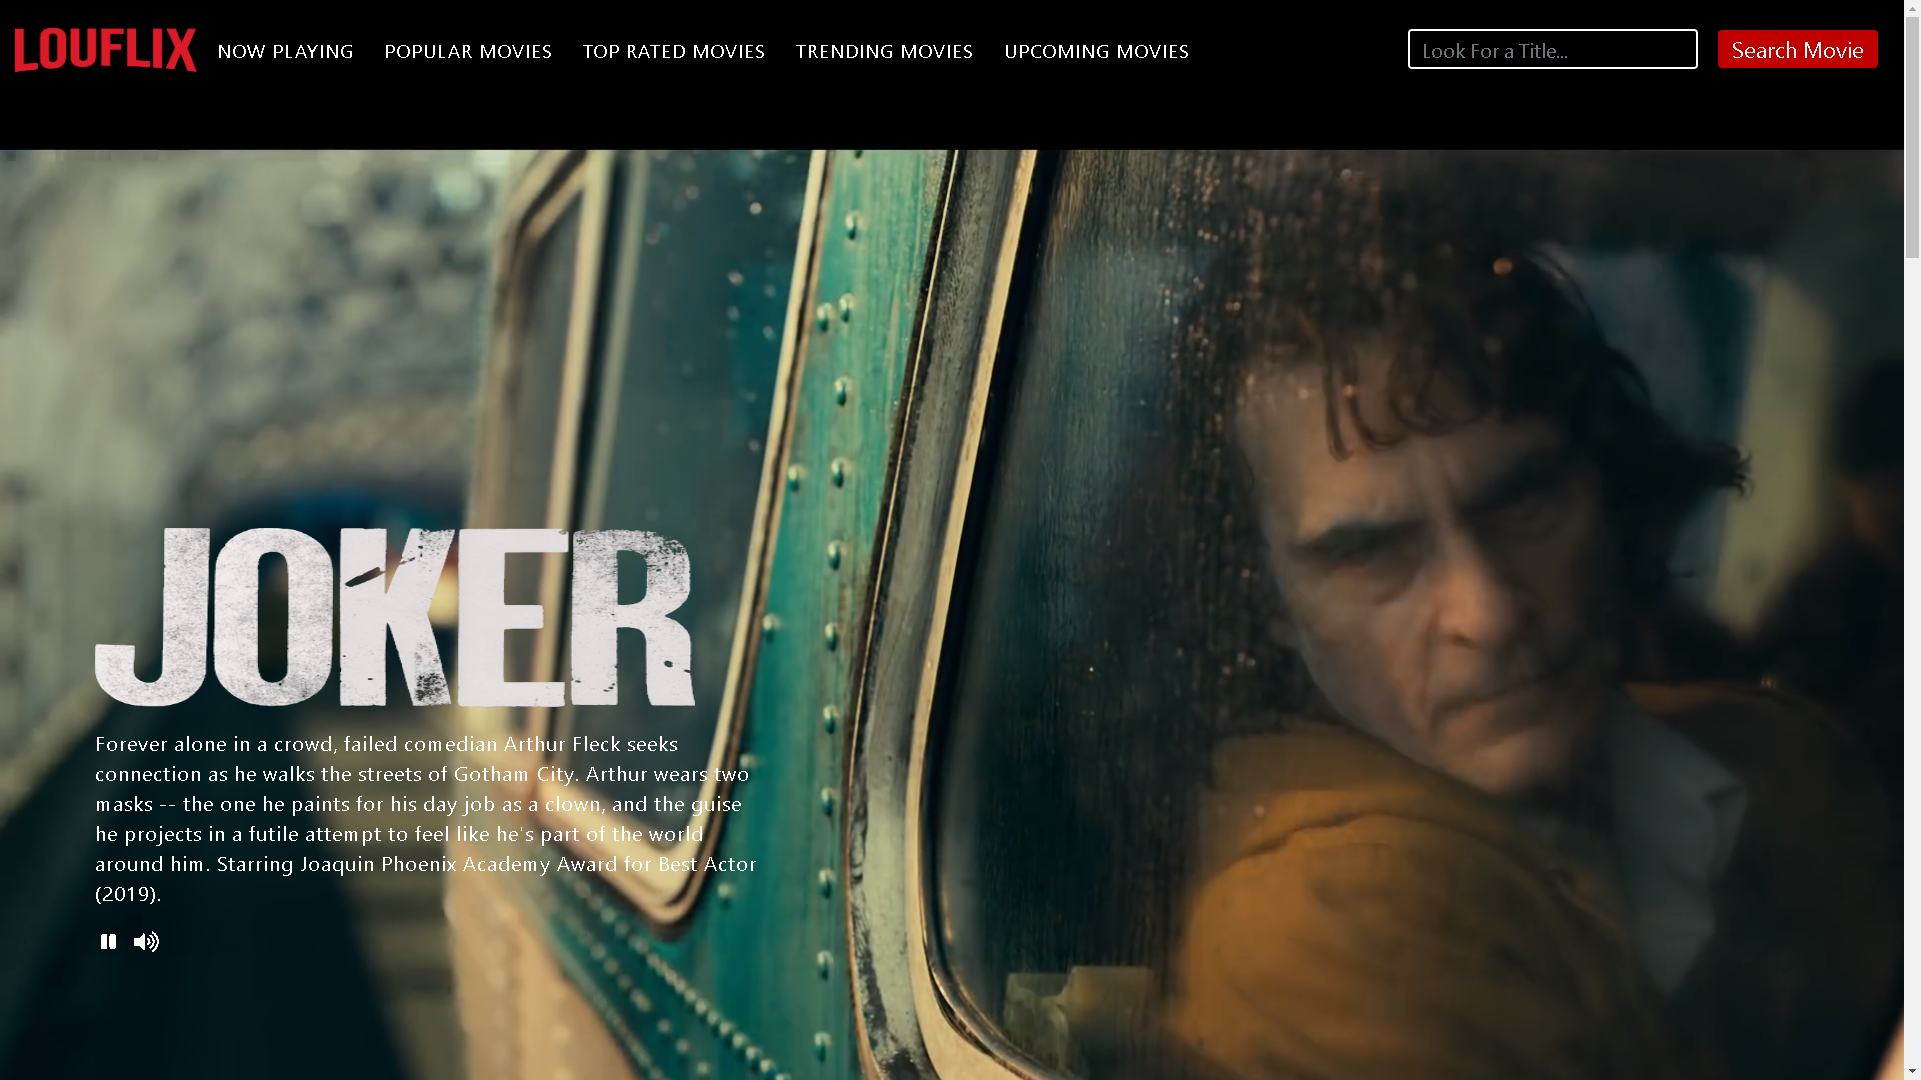 LOUFLIX
NOW PLAYING
POPULAR MOVIES
TOP RATED MOVIES
TRENDING MOVIES
UPCOMING MOVIES
Look For a Title...
Search Movie
JOKER
Forever alone in a crowd, failed comedian Arthur Fleck seeks
connection as he walks the streets of Gotham City. Arthur wears two
masks -- the one he paints for his day job as a clown, and the guise
he projects in a futile attempt to feel like he's part of the world
around him. Starring Joaquin Phoenix Academy Award for Best Actor
(2019).